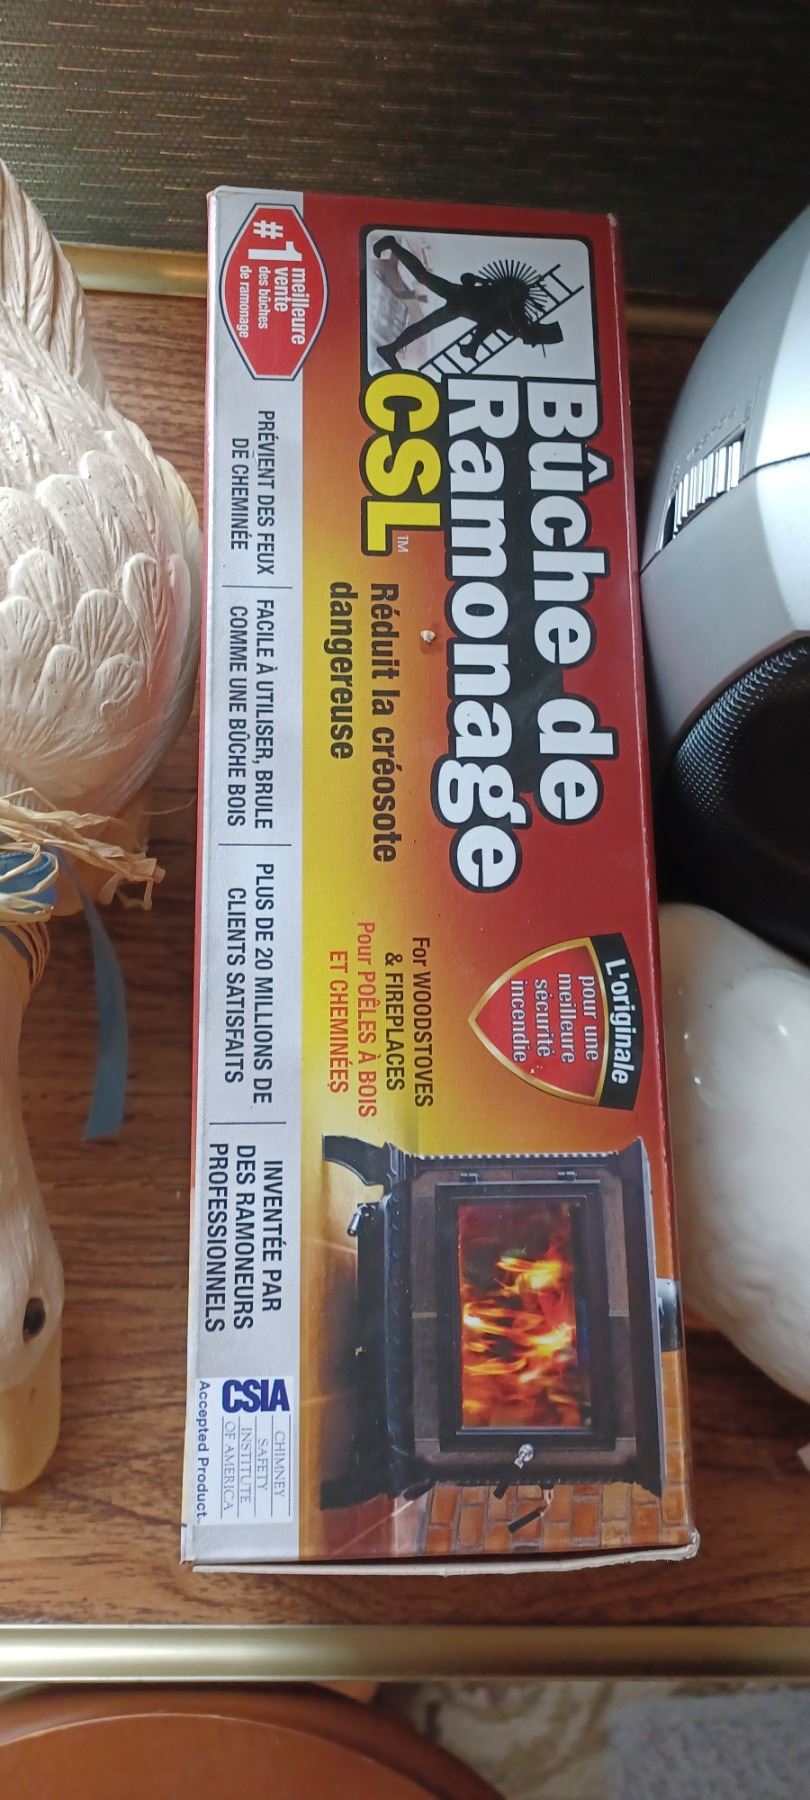 Bûche de
Ramonage
CSL™
Réduit la créosote
dangereuse
L'originale
pour une
meilleure
sécurité
incendie
For WOODSTOVES
& FIREPLACES
Pour POÊLES À BOIS
ET CHEMINÉES
#1 meilleure
vente
des bûches
de ramonage
PRÉVIENT DES FEUX
DE CHEMINÉE
FACILE À UTILISER, BRULE
COMME UNE BÛCHE BOIS
PLUS DE 20 MILLIONS DE
CLIENTS SATISFAITS
INVENTÉE PAR
DES RAMONEURS
PROFESSIONNELS
CSIA
CHIMNEY
SAFETY
INSTITUTE
OF AMERICA
Accepted Product.